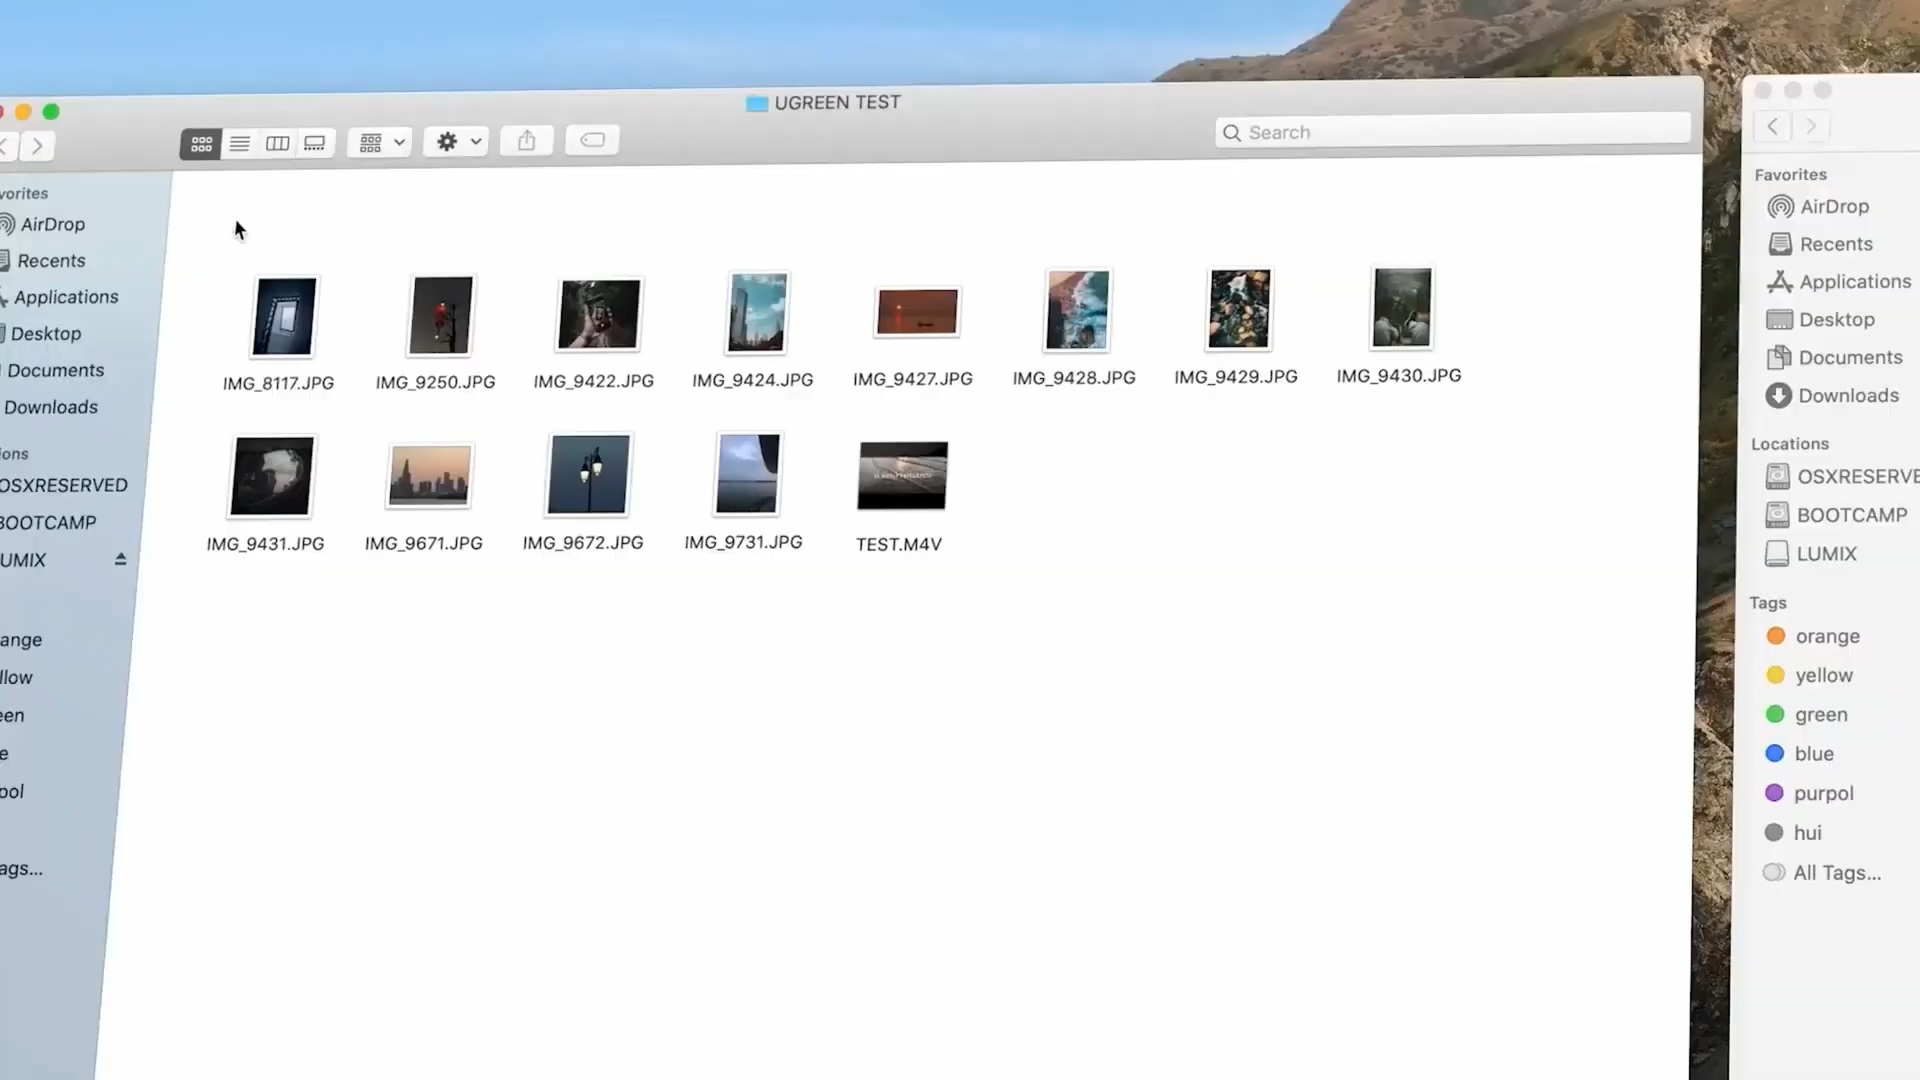 UGREEN TEST
Search
vorites
AirDrop
Recents
Applications
Desktop
Documents
Downloads
ions
OSXRESERVED
BOOTCAMP
UMIX
ange
llow
een
e
pol
ags...
IMG_8117.JPG
IMG_9250.JPG
IMG_9422.JPG
IMG_9424.JPG
IMG_9427.JPG
IMG_9428.JPG
IMG_9429.JPG
IMG_9430.JPG
IMG_9431.JPG
IMG_9671.JPG
IMG_9672.JPG
IMG_9731.JPG
TEST.M4V
Favorites
AirDrop
Recents
Applications
Desktop
Documents
Downloads
Locations
OSXRESERVE
BOOTCAMP
LUMIX
Tags
orange
yellow
green
blue
purpol
hui
All Tags...